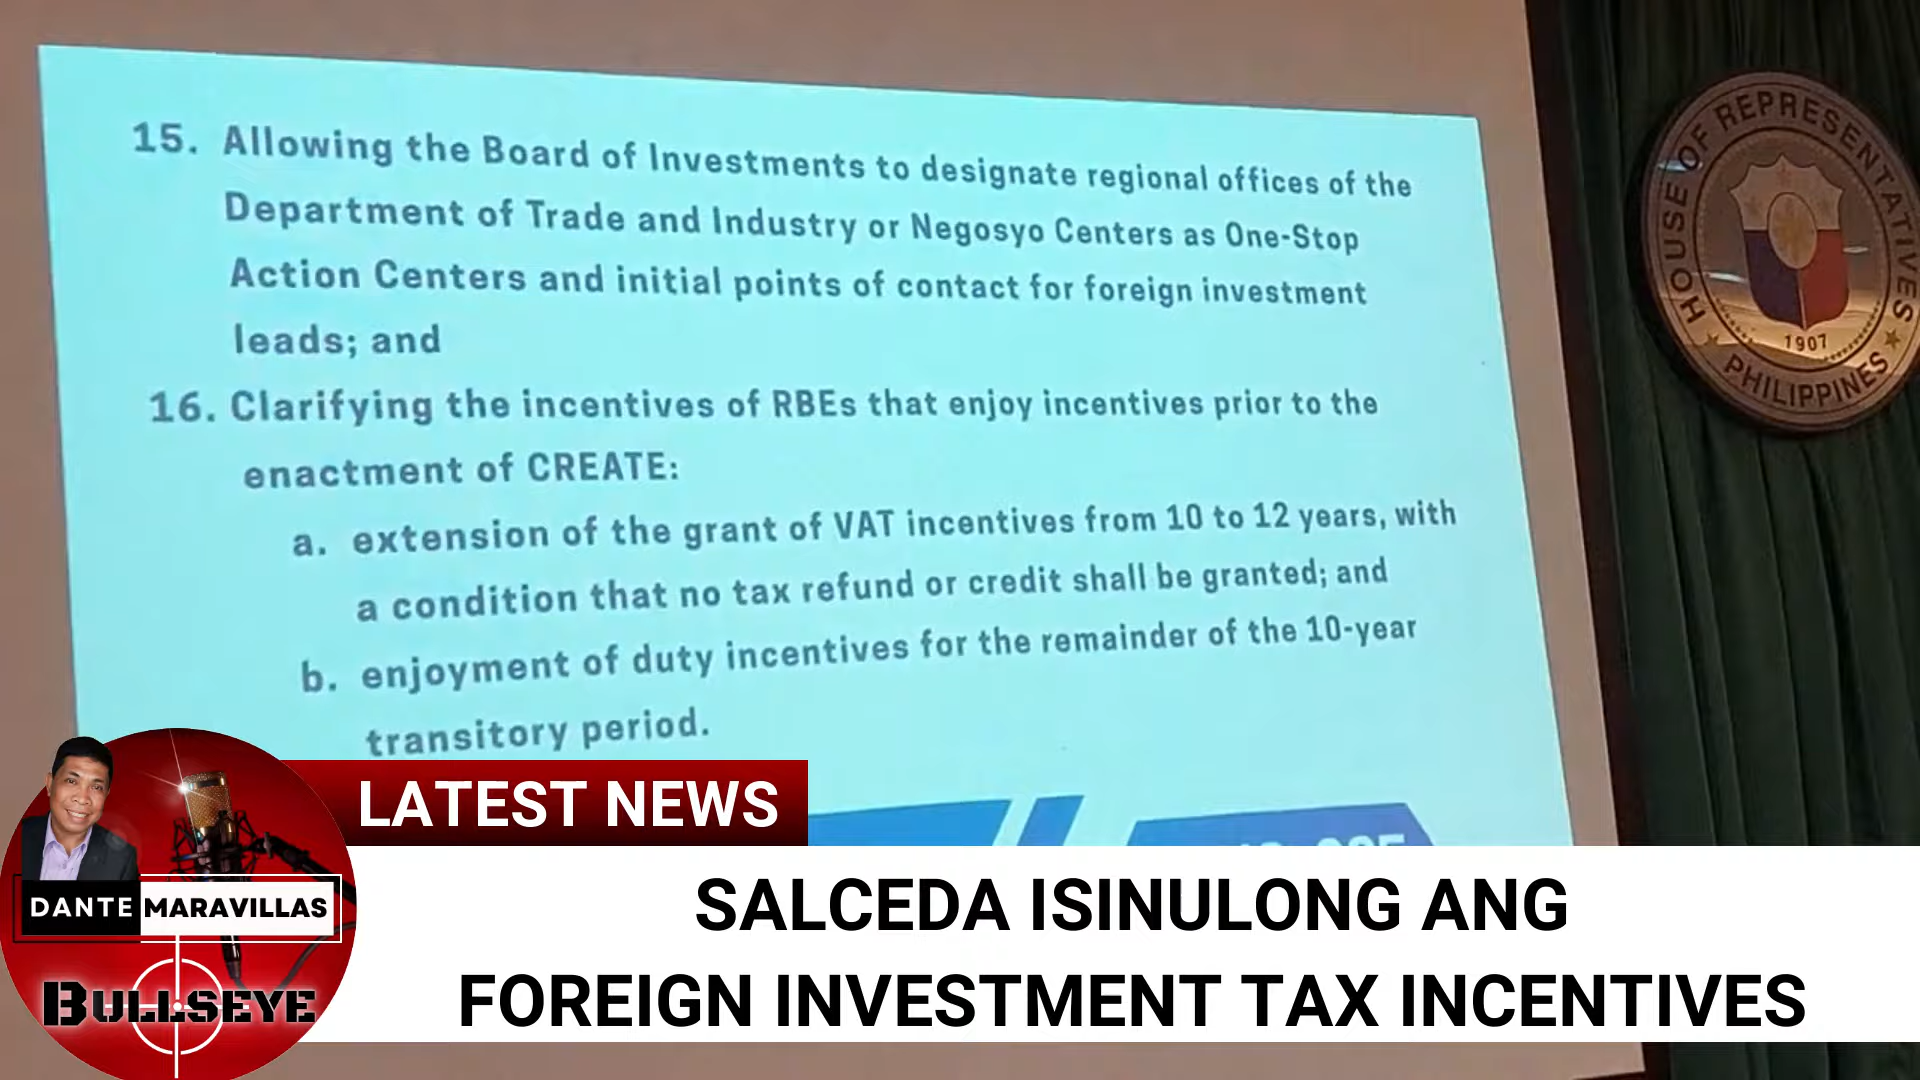 15. Allowing the Board of Investments to designate regional offices of the
Department of Trade and Industry or Negosyo Centers as One-Stop
Action Centers and initial points of contact for foreign investment
leads; and
16. Clarifying the incentives of RBEs that enjoy incentives prior to the
enactment of CREATE:
a. extension of the grant of VAT incentives from 10 to 12 years, with
a condition that no tax refund or credit shall be granted; and
b. enjoyment of duty incentives for the remainder of the 10-year
transitory period.
HOUSE OF REPRESENTATIVES
1907
PHILIPPINES
LATEST NEWS
DANTE MARAVILLAS
BULLSEYE
SALCEDA ISINULONG ANG
FOREIGN INVESTMENT TAX INCENTIVES